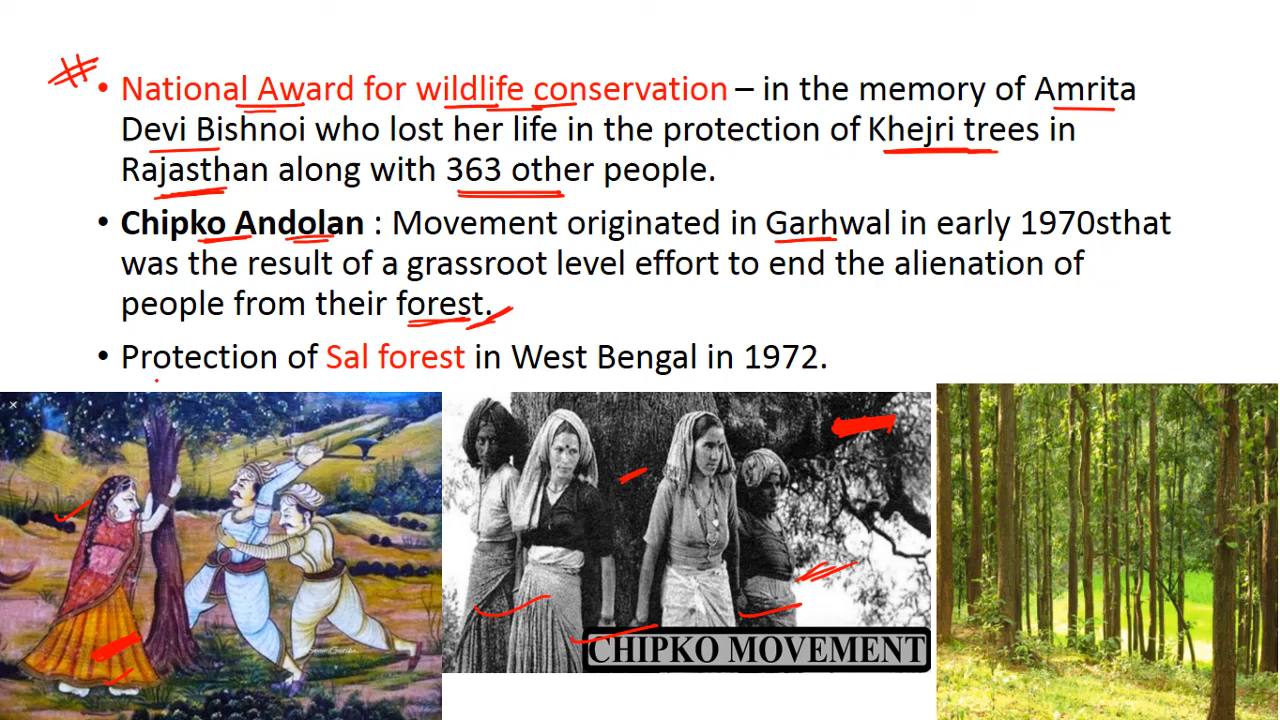 • National Award for wildlife conservation – in the memory of Amrita
Devi Bishnoi who lost her life in the protection of Khejri trees in
Rajasthan along with 363 other people.
• Chipko Andolan : Movement originated in Garhwal in early 1970sthat
was the result of a grassroot level effort to end the alienation of
people from their forest.
• Protection of Sal forest in West Bengal in 1972.
CHIPKO MOVEMENT